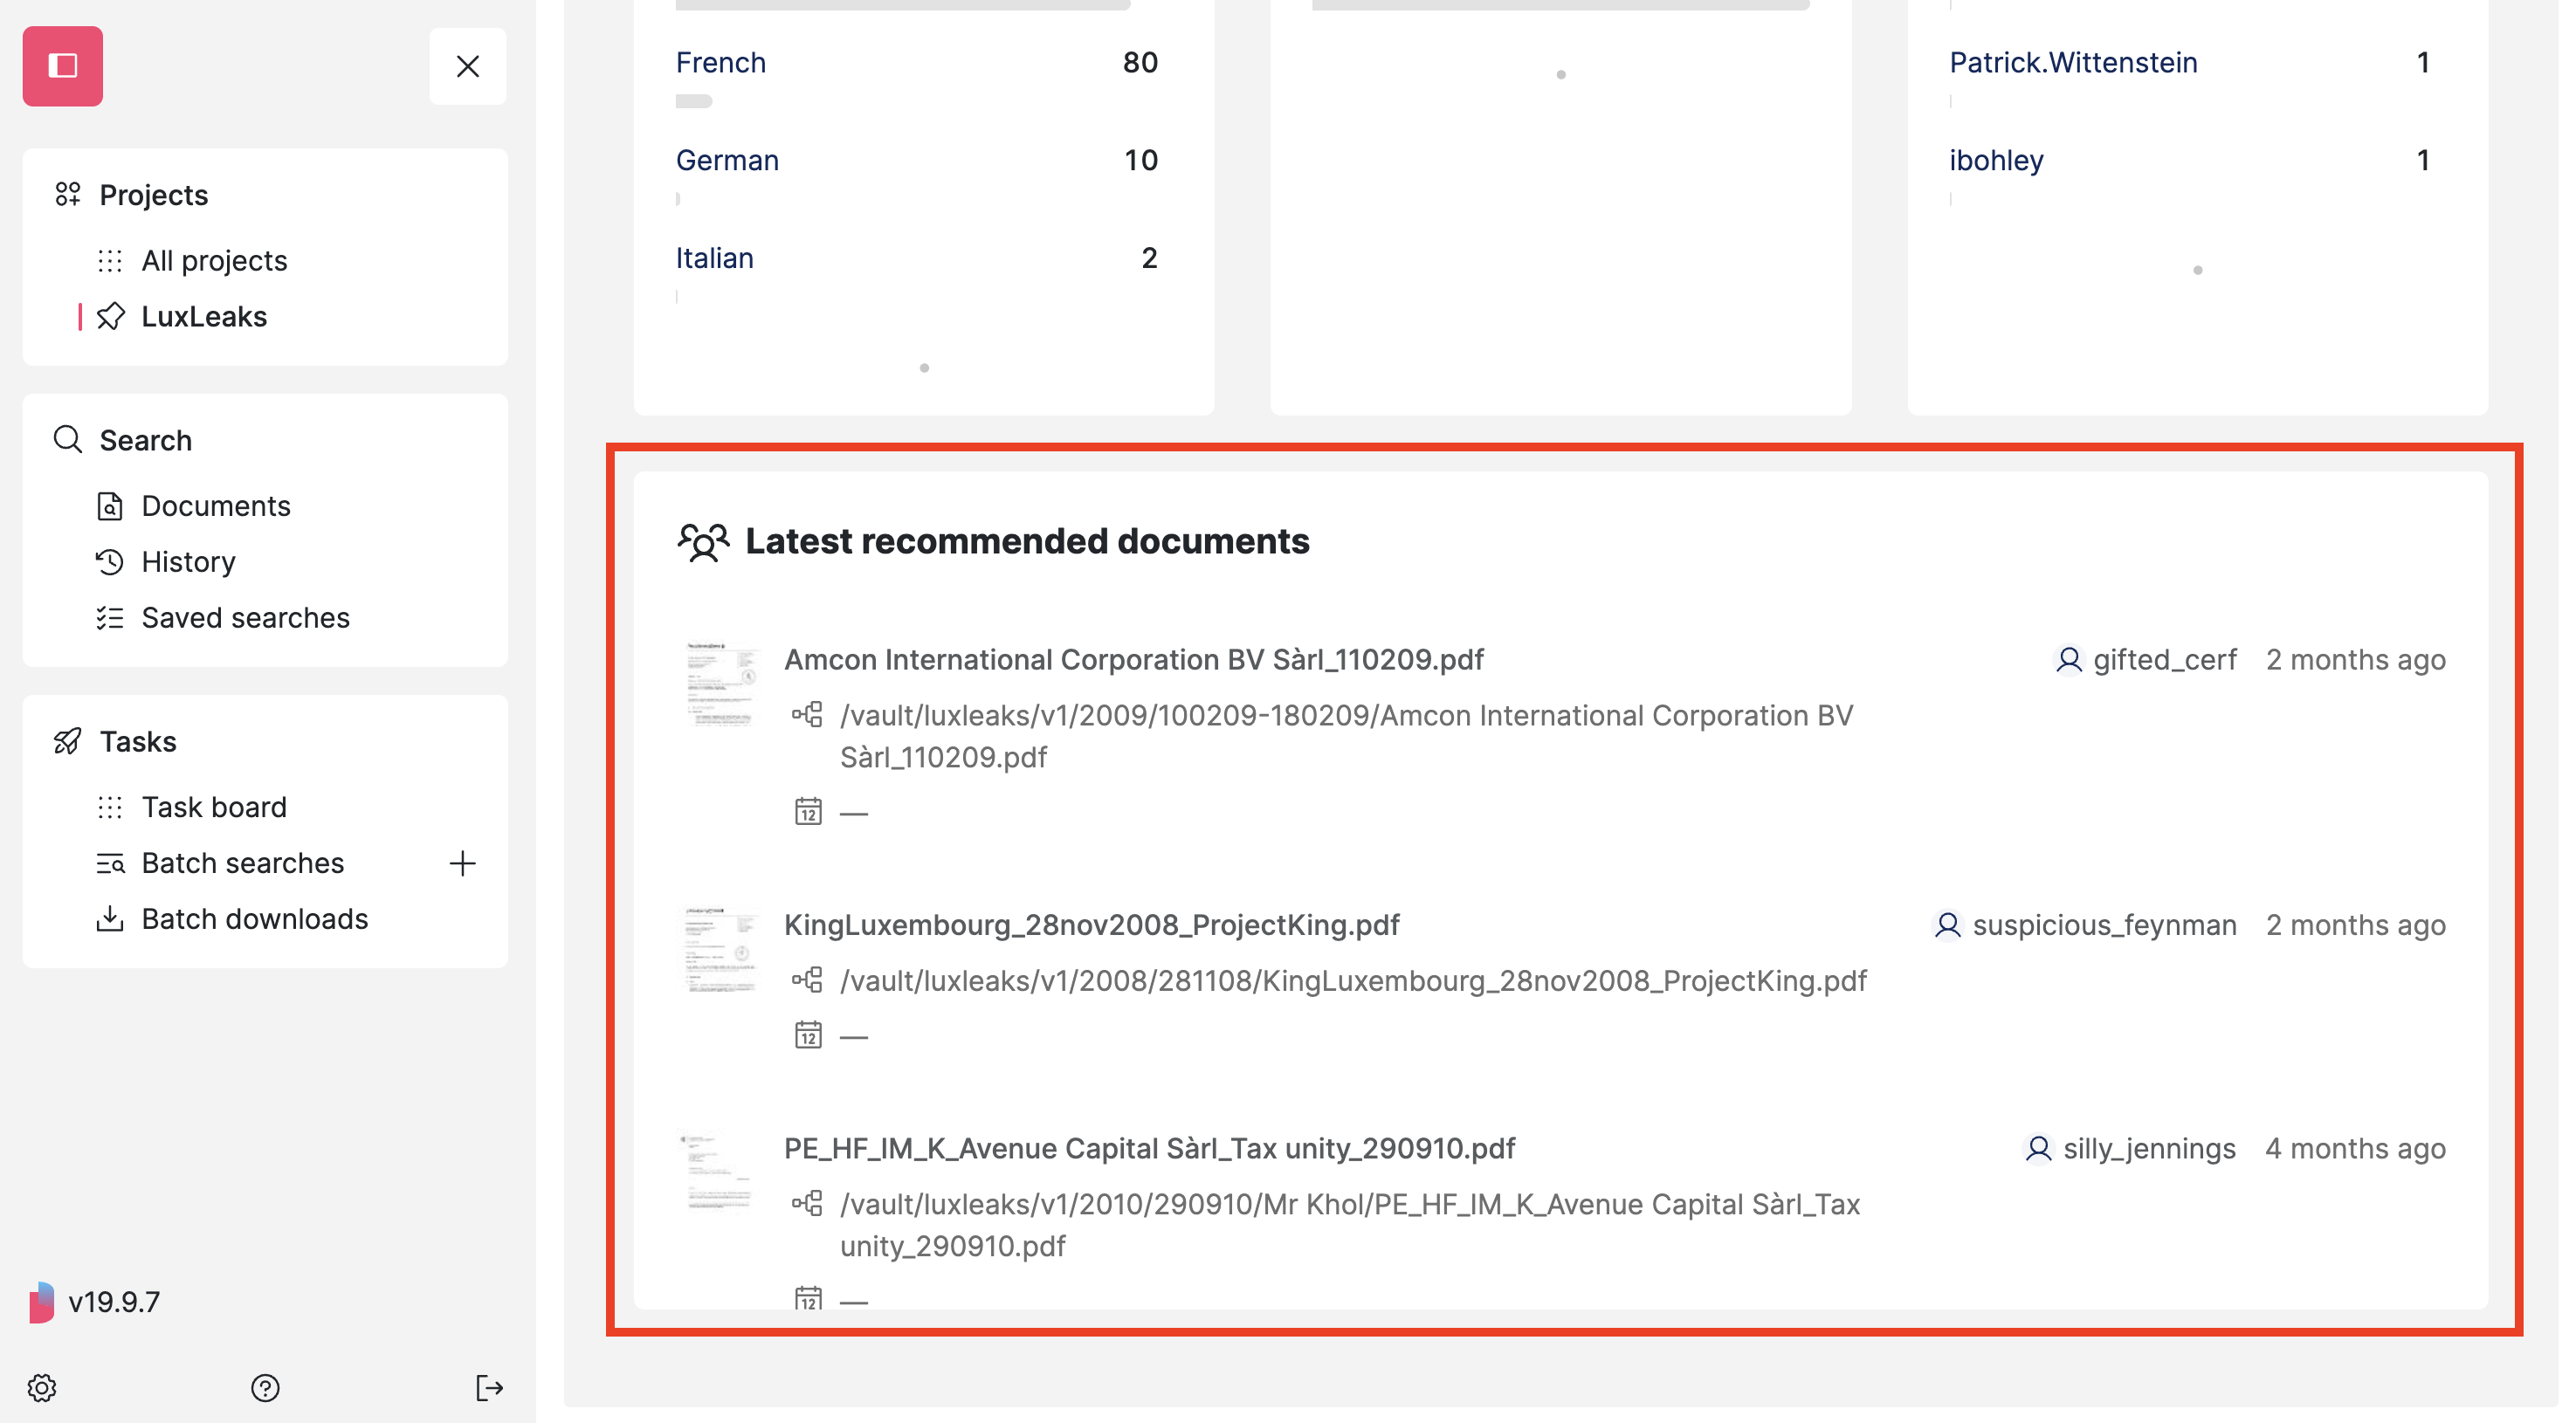 Projects
All projects
LuxLeaks
Search
Documents
History
Saved searches
Tasks
Task board
Batch searches
Batch downloads
v19.9.7
French 80
German 10
Italian 2
Patrick.Wittenstein 1
ibohley 1
Latest recommended documents
Amcon International Corporation BV Sàrl_110209.pdf gifted_cerf 2 months ago
/vault/luxleaks/v1/2009/100209-180209/Amcon International Corporation BV
Sàrl_110209.pdf
12 —
KingLuxembourg_28nov2008_ProjectKing.pdf suspicious_feynman 2 months ago
/vault/luxleaks/v1/2008/281108/KingLuxembourg_28nov2008_ProjectKing.pdf
12 —
PE_HF_IM_K_Avenue Capital Sàrl_Tax unity_290910.pdf silly_jennings 4 months ago
/vault/luxleaks/v1/2010/290910/Mr Khol/PE_HF_IM_K_Avenue Capital Sàrl_Tax
unity_290910.pdf
12 —